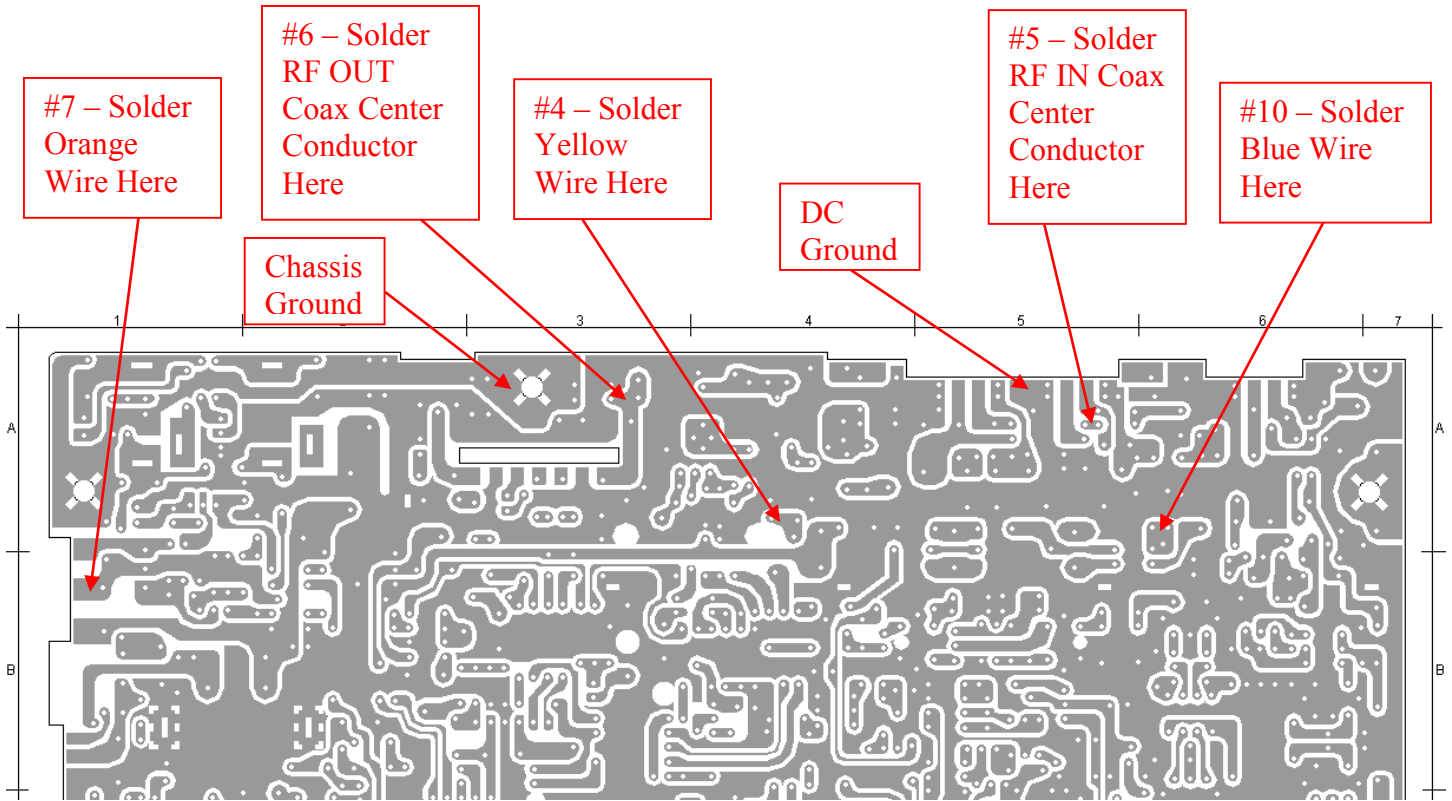 #7 – Solder
Orange
Wire Here
#6 – Solder
RF OUT
Coax Center
Conductor
Here
#4 – Solder
Yellow
Wire Here
#5 – Solder
RF IN Coax
Center
Conductor
Here
#10 – Solder
Blue Wire
Here
DC
Ground
Chassis
Ground
1
3
4
5
6
7
A
A
B
B